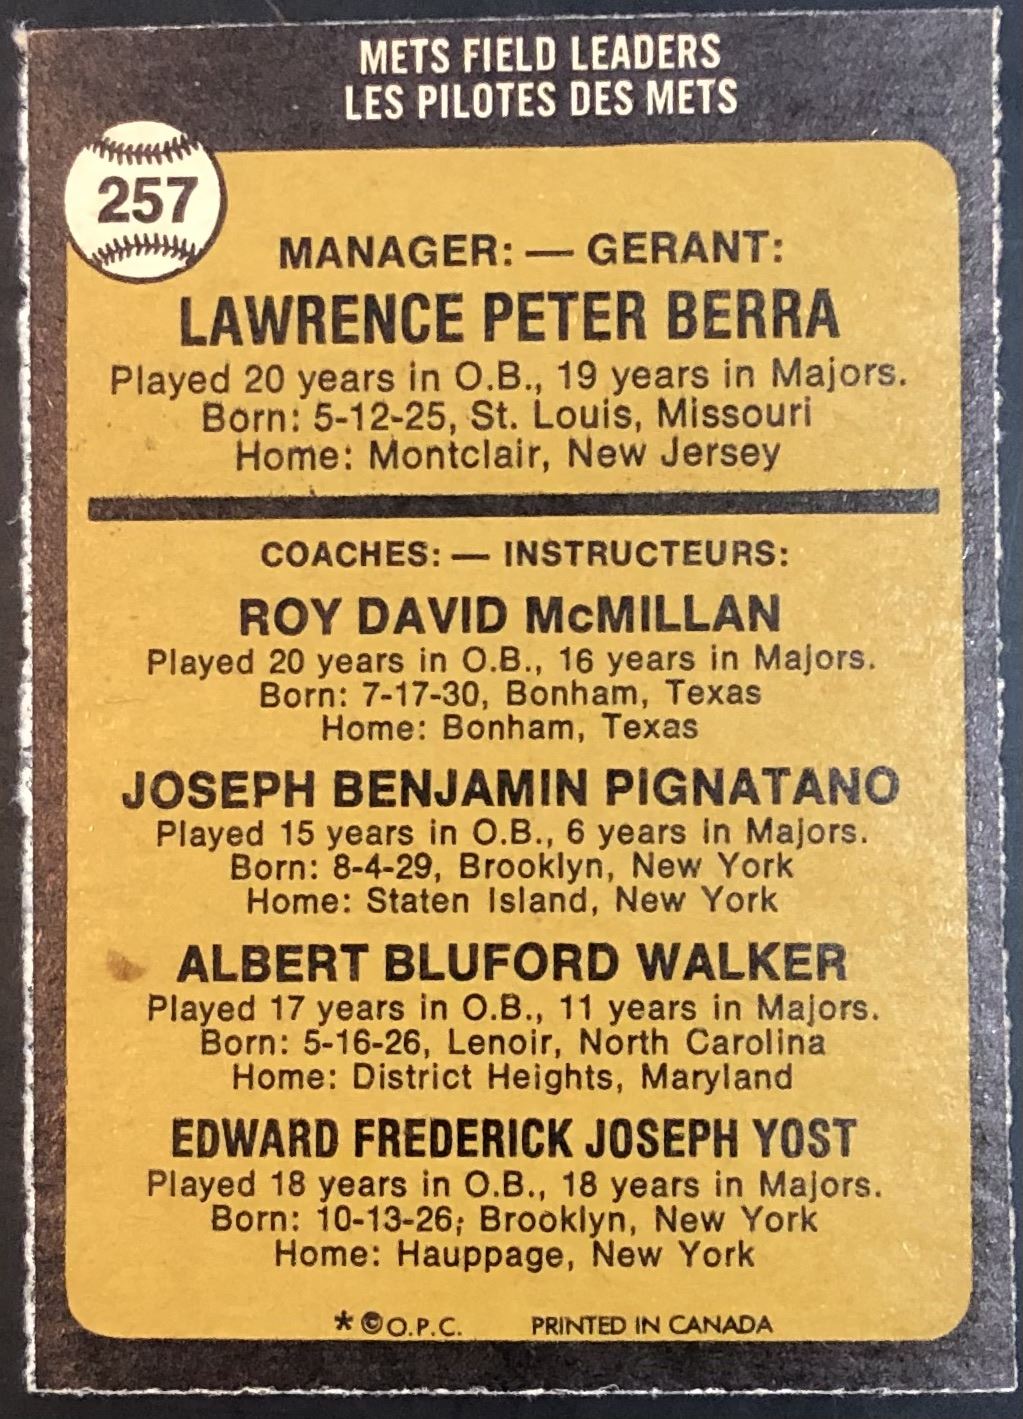 METS FIELD LEADERS
LES PILOTES DES METS
257
MANAGER: — GERANT:
LAWRENCE PETER BERRA
Played 20 years in O.B., 19 years in Majors.
Born: 5-12-25, St. Louis, Missouri
Home: Montclair, New Jersey
COACHES: — INSTRUCTEURS:
ROY DAVID McMILLAN
Played 20 years in O.B., 16 years in Majors.
Born: 7-17-30, Bonham, Texas
Home: Bonham, Texas
JOSEPH BENJAMIN PIGNATANO
Played 15 years in O.B., 6 years in Majors.
Born: 8-4-29, Brooklyn, New York
Home: Staten Island, New York
ALBERT BLUFORD WALKER
Played 17 years in O.B., 11 years in Majors.
Born: 5-16-26, Lenoir, North Carolina
Home: District Heights, Maryland
EDWARD FREDERICK JOSEPH YOST
Played 18 years in O.B., 18 years in Majors.
Born: 10-13-26; Brooklyn, New York
Home: Hauppage, New York
* © O.P.C. PRINTED IN CANADA